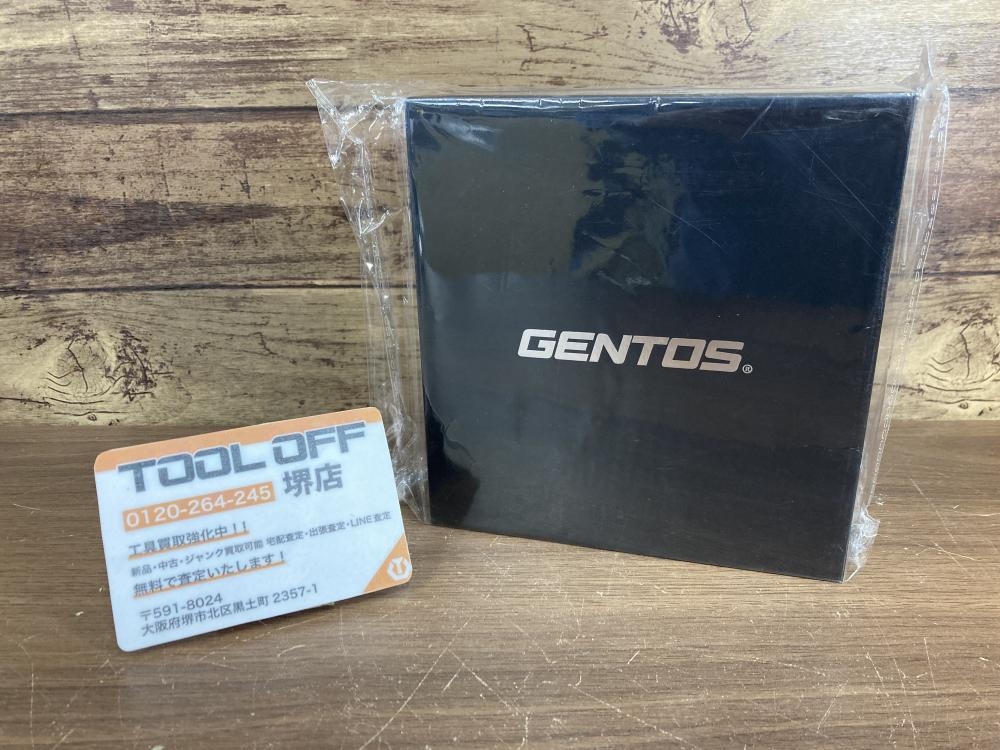 GENTOS®
TOOL OFF
0120-264-245 堺店
工具買取強化中!!
新品・中古・ジャンク買取可能 宅配査定・出張査定・LINE査定
無料で査定いたします!
〒591-8024
大阪府堺市北区黒土町 2357-1